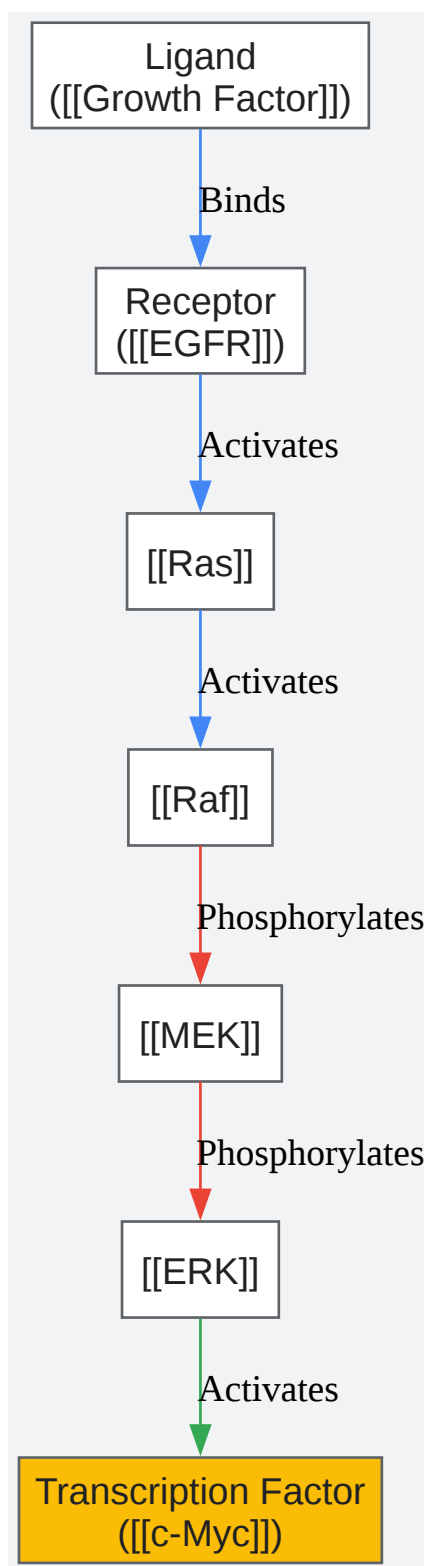 Ligand
([[Growth Factor]])
Binds
Receptor
([[EGFR]])
Activates
[[Ras]]
Activates
[[Raf]]
Phosphorylates
[[MEK]]
Phosphorylates
[[ERK]]
Activates
Transcription Factor
([[c-Myc]])